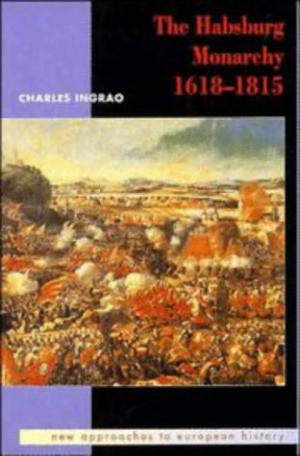 The Habsburg
Monarchy
1618–1815
CHARLES INGRAO
new approaches to european history